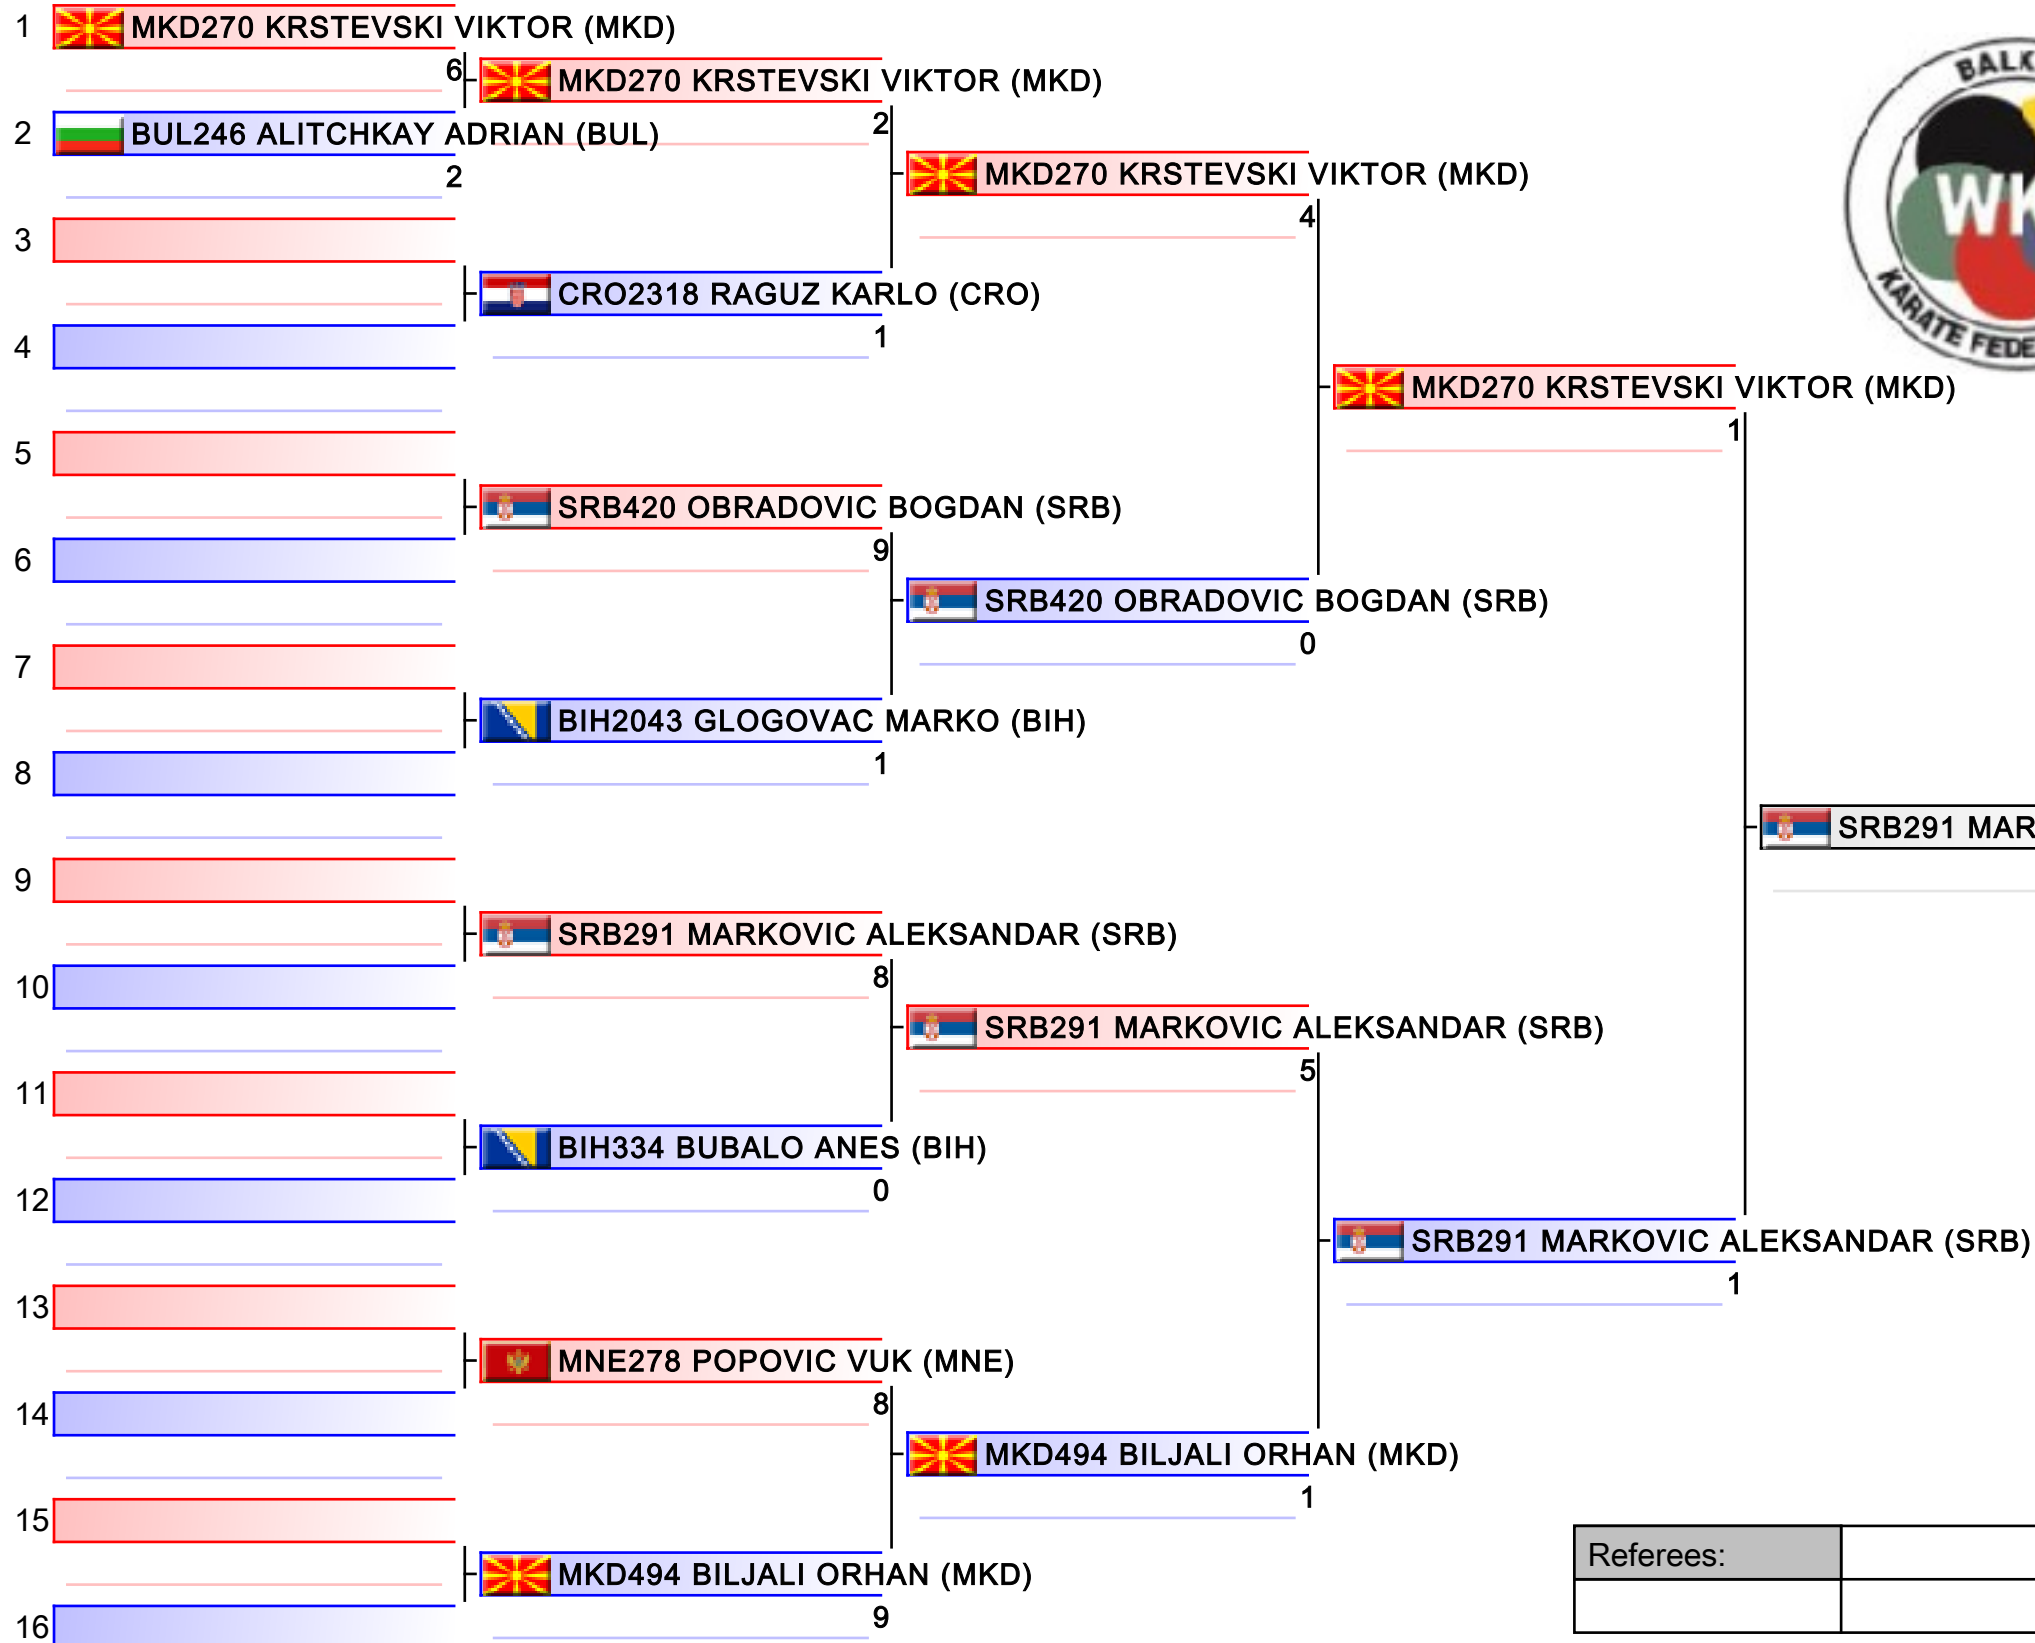 1 MKD270 KRSTEVSKI VIKTOR (MKD)
6 MKD270 KRSTEVSKI VIKTOR (MKD)
2 BUL246 ALITCHKAY ADRIAN (BUL)
2
2
MKD270 KRSTEVSKI VIKTOR (MKD)
4
3
CRO2318 RAGUZ KARLO (CRO)
1
4
MKD270 KRSTEVSKI VIKTOR (MKD)
1
5
SRB420 OBRADOVIC BOGDAN (SRB)
9
6
SRB420 OBRADOVIC BOGDAN (SRB)
0
7
BIH2043 GLOGOVAC MARKO (BIH)
1
8
SRB291 MAR
9
SRB291 MARKOVIC ALEKSANDAR (SRB)
8
10
SRB291 MARKOVIC ALEKSANDAR (SRB)
5
11
BIH334 BUBALO ANES (BIH)
0
12
SRB291 MARKOVIC ALEKSANDAR (SRB)
1
13
MNE278 POPOVIC VUK (MNE)
8
14
MKD494 BILJALI ORHAN (MKD)
1
15
MKD494 BILJALI ORHAN (MKD)
9
16
BALK
WK
KARATE FEDE
Referees: